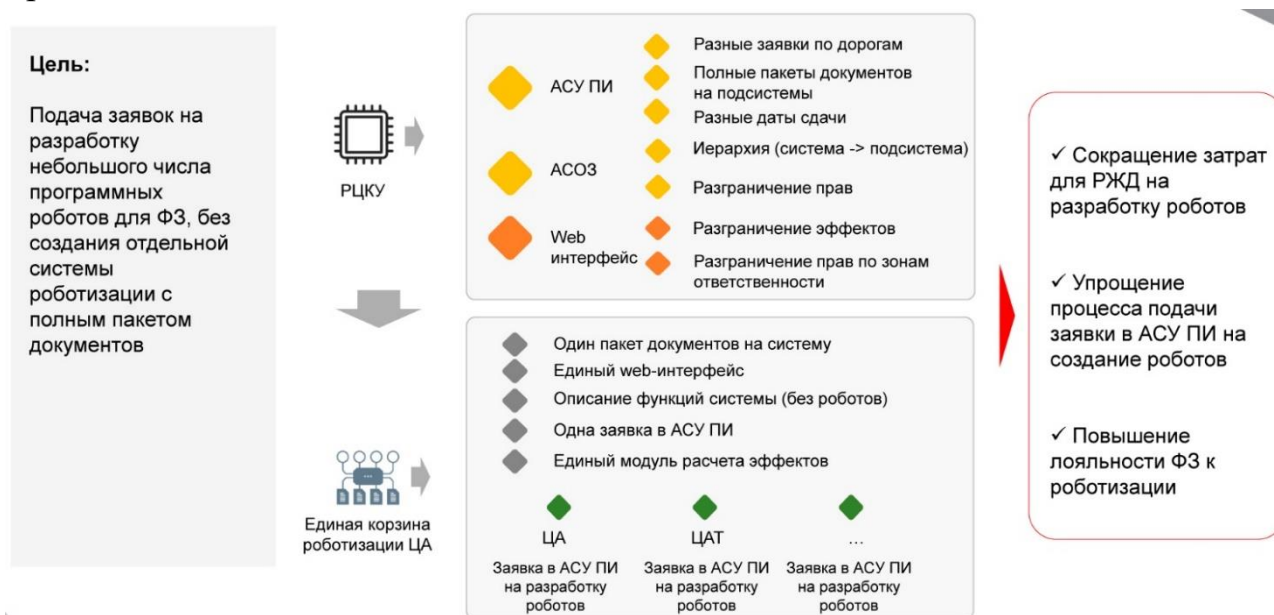 Цель:
Подача заявок на
разработку
небольшого числа
программных
роботов для ФЗ, без
создания отдельной
системы
роботизации с
полным пакетом
документов
РЦКУ
АСУ ПИ
АСОЗ
Web
интерфейс
Разные заявки по дорогам
Полные пакеты документов
на подсистемы
Разные даты сдачи
Иерархия (система -> подсистема)
Разграничение прав
Разграничение эффектов
Разграничение прав по зонам
ответственности
Единая корзина
роботизации ЦА
Один пакет документов на систему
Единый web-интерфейс
Описание функций системы (без роботов)
Одна заявка в АСУ ПИ
Единый модуль расчета эффектов
ЦА
Заявка в АСУ ПИ
на разработку
роботов
ЦАТ
Заявка в АСУ ПИ
на разработку
роботов
...
Заявка в АСУ ПИ
на разработку
роботов
✓ Сокращение затрат
для РЖД на
разработку роботов
✓ Упрощение
процесса подачи
заявки в АСУ ПИ на
создание роботов
✓ Повышение
лояльности ФЗ к
роботизации